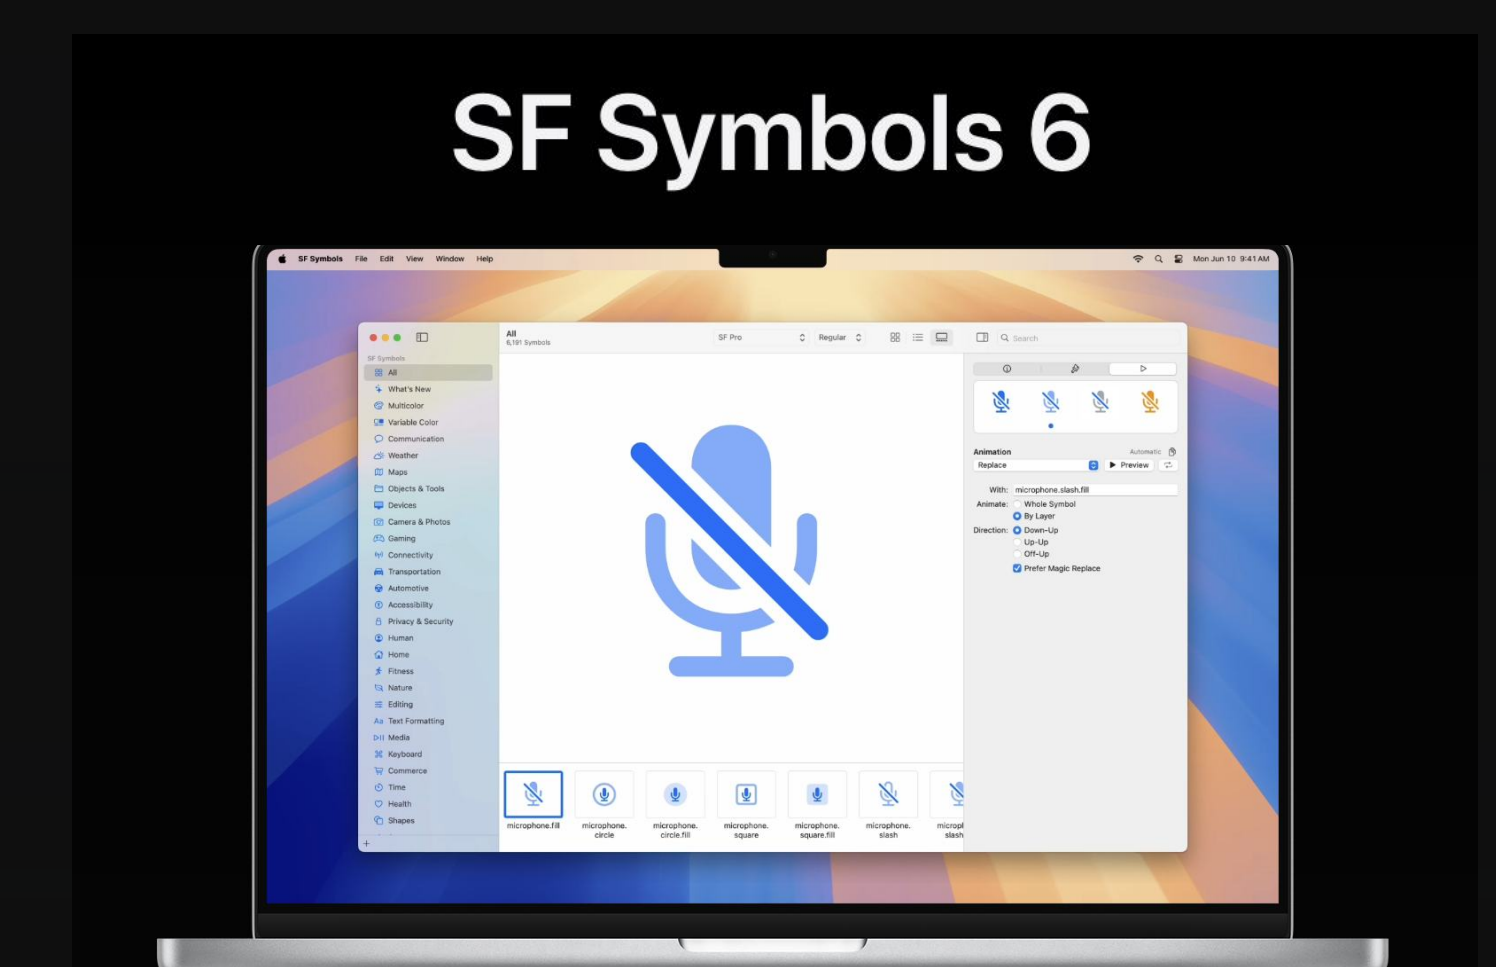 SF Symbols 6
SF Symbols File Edit View Window Help
Mon Jun 10 9:41 AM
All
6,181 Symbols
SF Pro
Regular
Search
SF Symbols
All
What's New
Multicolor
Variable Color
Communication
Weather
Maps
Objects & Tools
Devices
Camera & Photos
Gaming
Connectivity
Transportation
Automotive
Accessibility
Privacy & Security
Human
Home
Fitness
Nature
Editing
Aa Text Formatting
Media
Keyboard
Commerce
Time
Health
Shapes
+
Animation Automatic
Replace
Preview
With: microphone.slash.fill
Animate: Whole Symbol
By Layer
Direction: Down-Up
Up-Up
Off-Up
Prefer Magic Replace
microphone.fill
microphone.
circle
microphone.
circle.fill
microphone.
square
microphone.
square.fill
microphone.
slash
microph
slash